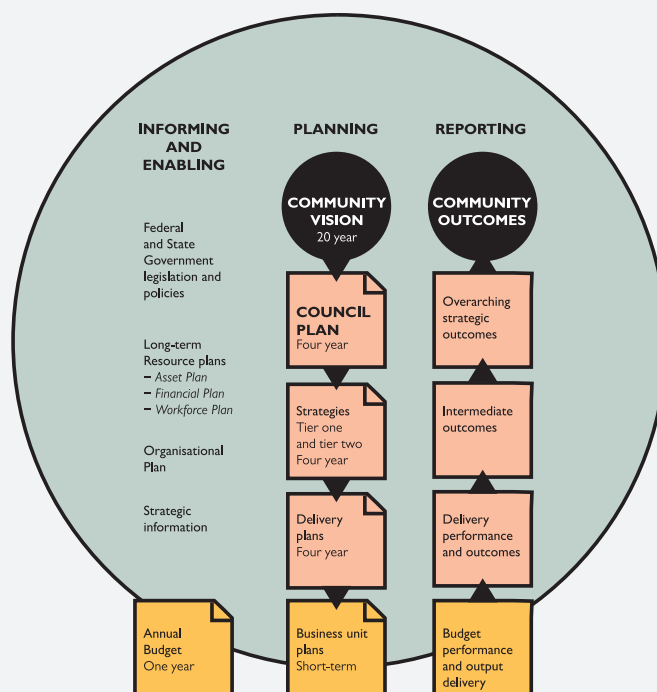 INFORMING
AND
ENABLING
Federal
and State
Government
legislation and
policies
Long-term
Resource plans
– Asset Plan
– Financial Plan
– Workforce Plan
Organisational
Plan
Strategic
information
Annual
Budget
One year
PLANNING
COMMUNITY
VISION
20 year
COUNCIL
PLAN
Four year
Strategies
Tier one
and tier two
Four year
Delivery
plans
Four year
Business unit
plans
Short-term
REPORTING
COMMUNITY
OUTCOMES
Overarching
strategic
outcomes
Intermediate
outcomes
Delivery
performance
and outcomes
Budget
performance
and output
delivery